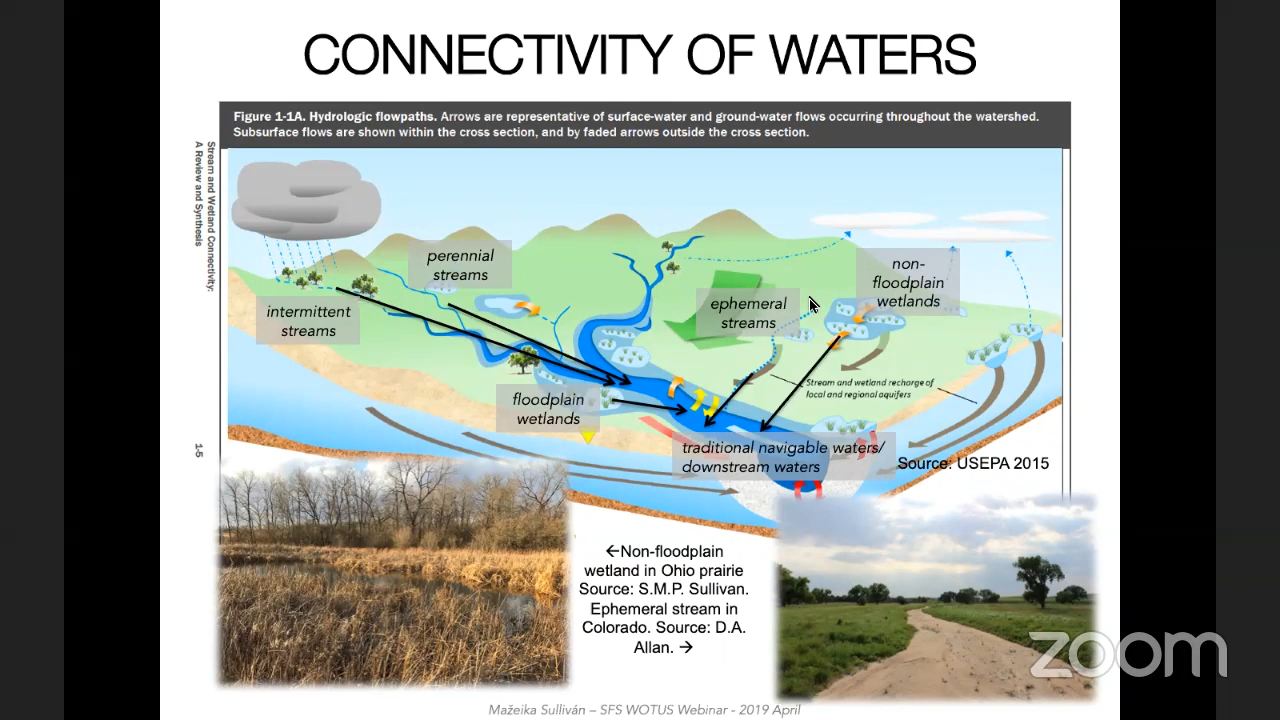 CONNECTIVITY OF WATERS
Figure 1-1A. Hydrologic flowpaths. Arrows are representative of surface-water and ground-water flows occurring throughout the watershed.
Subsurface flows are shown within the cross section, and by faded arrows outside the cross section.
Stream and Wetland Connectivity:
A Review and Synthesis
1-5
perennial
streams
intermittent
streams
non-
floodplain
wetlands
ephemeral
streams
Stream and wetland recharge of
local and regional aquifers
floodplain
wetlands
traditional navigable waters/
downstream waters
Source: USEPA 2015
←Non-floodplain
wetland in Ohio prairie
Source: S.M.P. Sullivan.
Ephemeral stream in
Colorado. Source: D.A.
Allan. →
zoom
Mažeika Sulliván – SFS WOTUS Webinar - 2019 April